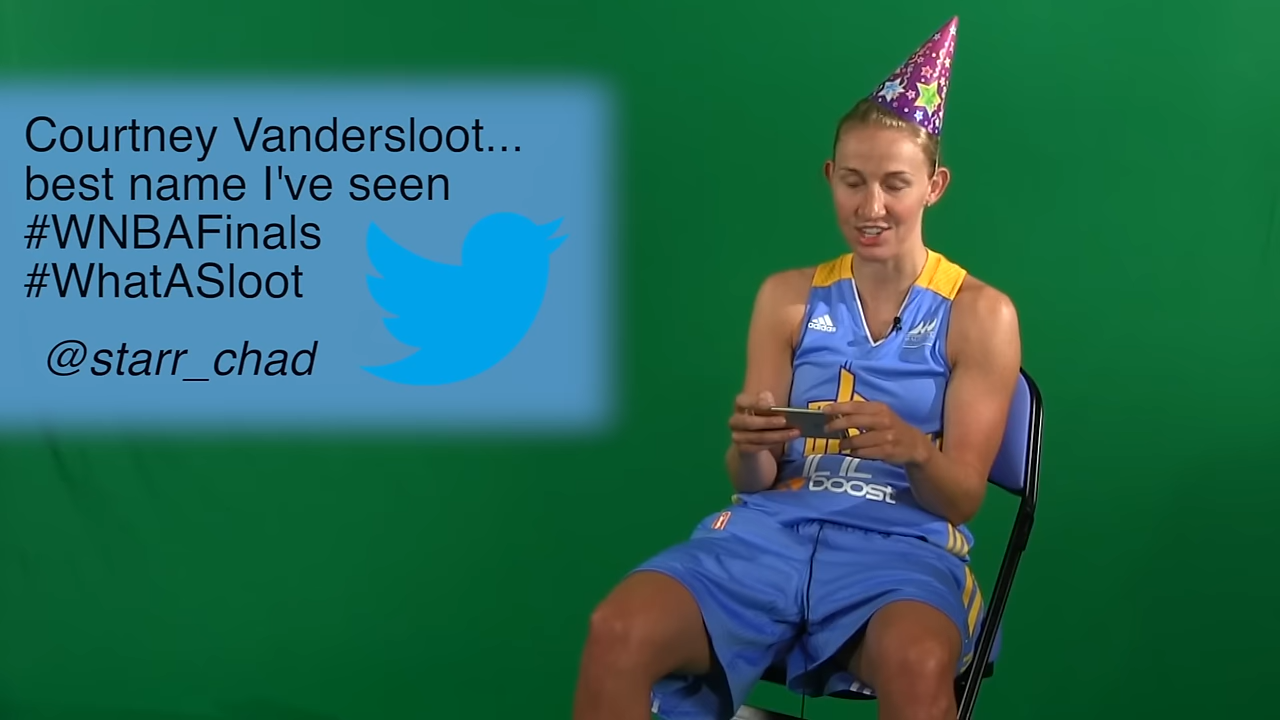 Courtney Vandersloot...
best name I've seen
#WNBAFinals
#WhatASloot
@starr_chad
adidas
boost